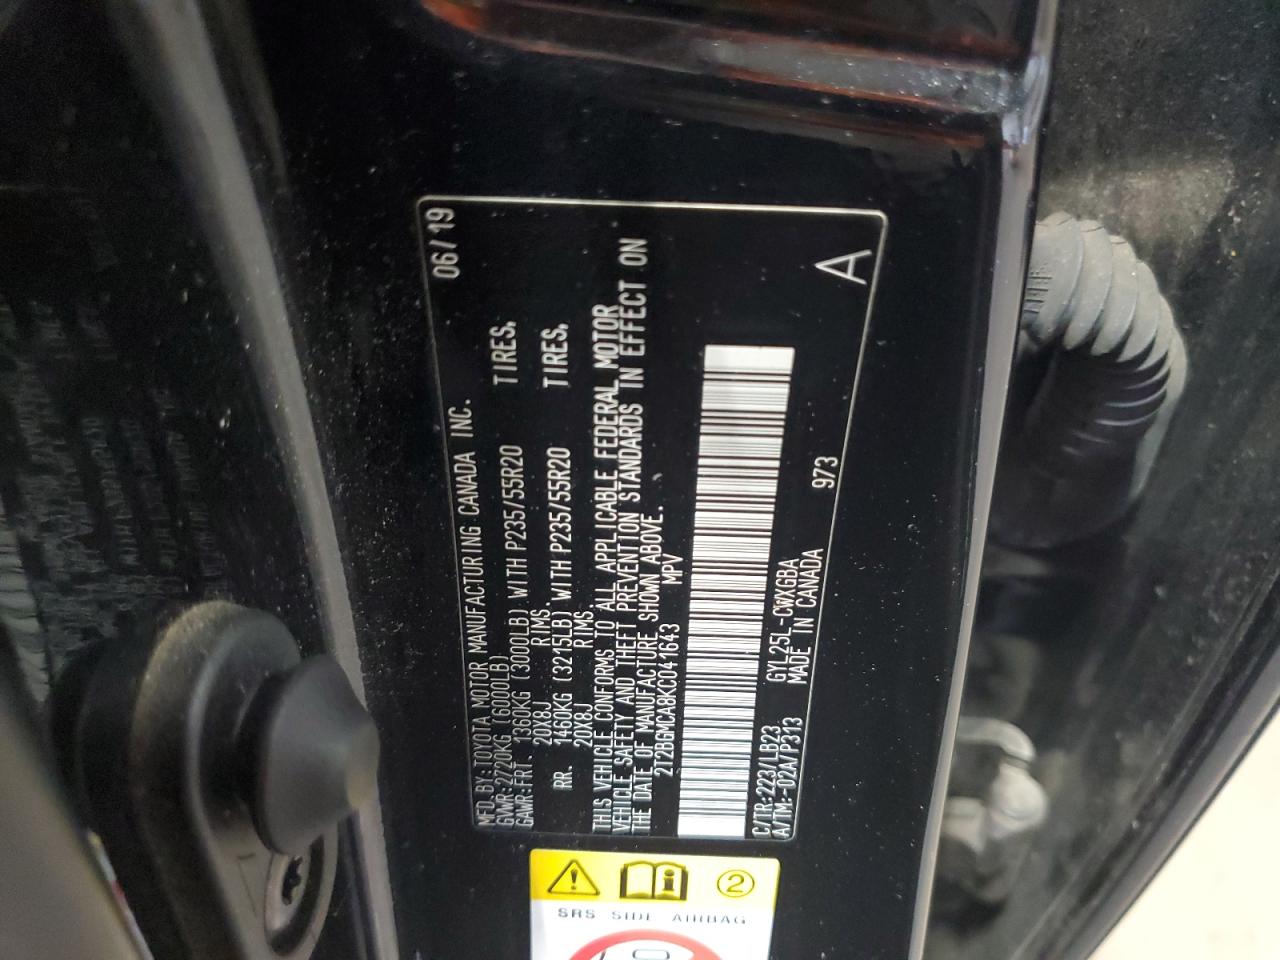 MFD.BY:TOYOTA MOTOR MANUFACTURING CANADA INC. 06/19
GVWR:2720KG (6000LB)
GAWR:FRT. 1360KG (3000LB) WITH P235/55R20 TIRES.
20X8J RIMS.
RR. 1460KG (3215LB) WITH P235/55R20 TIRES.
20X8J RIMS.
THIS VEHICLE CONFORMS TO ALL APPLICABLE FEDERAL MOTOR
VEHICLE SAFETY AND THEFT PREVENTION STANDARDS IN EFFECT ON
THE DATE OF MANUFACTURE SHOWN ABOVE.
2T2BGMCA8KC041643 MPV
C/TR:223/LB23 GYL25L-CWXGBA 973
A/TM:-02A/P313 MADE IN CANADA
A
2
SRS SIDE AIRBAG